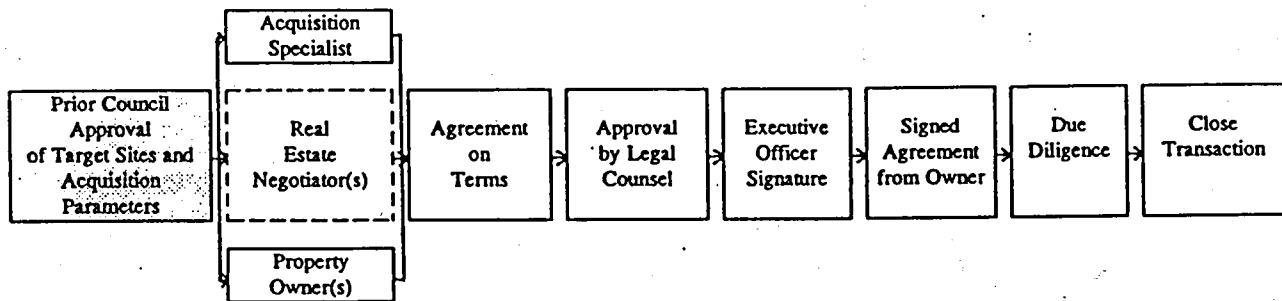 Acquisition
Specialist
Prior Council
Approval
of Target Sites and
Acquisition
Parameters
Real
Estate
Negotiator(s)
Agreement
on
Terms
Approval
by Legal
Counsel
Executive
Officer
Signature
Signed
Agreement
from Owner
Due
Diligence
Close
Transaction
Property
Owner(s)